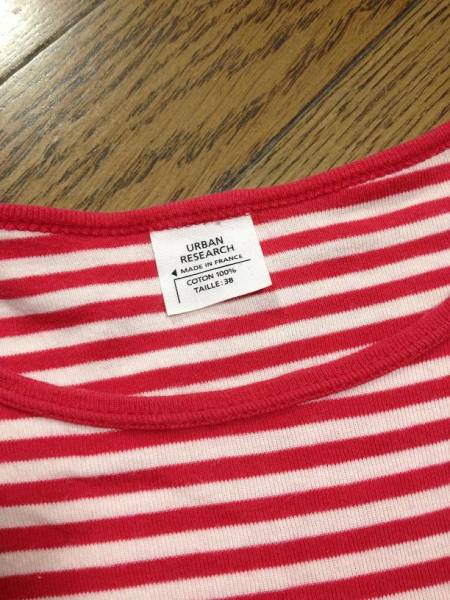 URBAN
RESEARCH
MADE IN FRANCE
COTON 100%
TAILLE:38